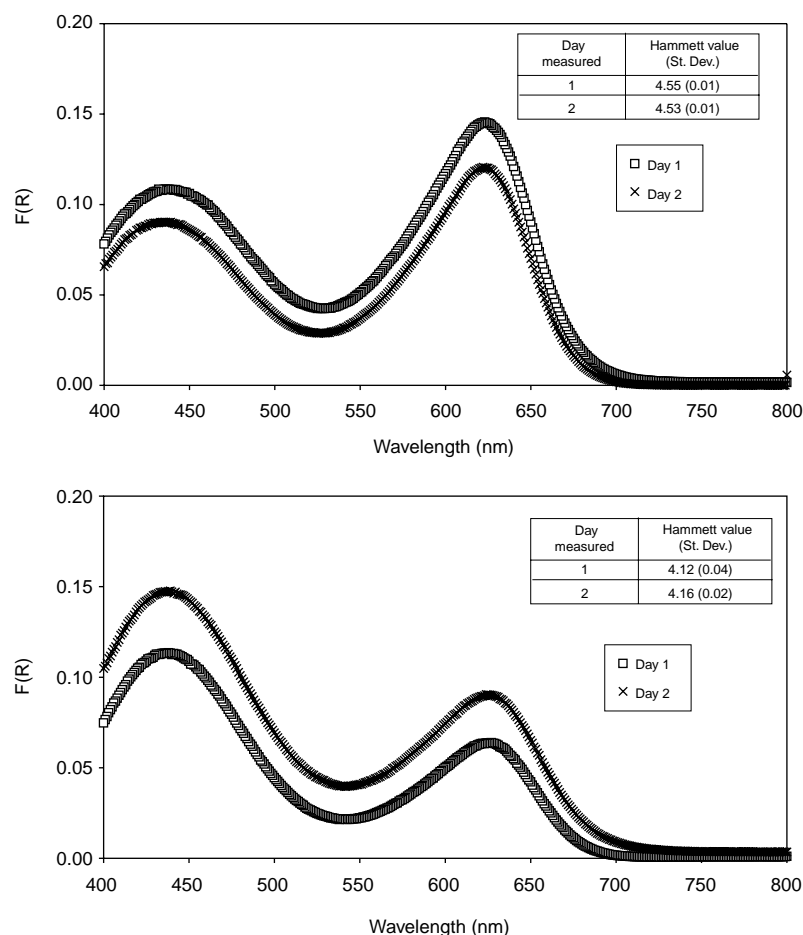 0.20
0.15
0.10
0.05
0.00
F(R)
Day measured
Hammett value (St. Dev.)
1
4.55 (0.01)
2
4.53 (0.01)
Day 1
Day 2
400 450 500 550 600 650 700 750 800
Wavelength (nm)
0.20
0.15
0.10
0.05
0.00
F(R)
Day measured
Hammett value (St. Dev.)
1
4.12 (0.04)
2
4.16 (0.02)
Day 1
Day 2
400 450 500 550 600 650 700 750 800
Wavelength (nm)